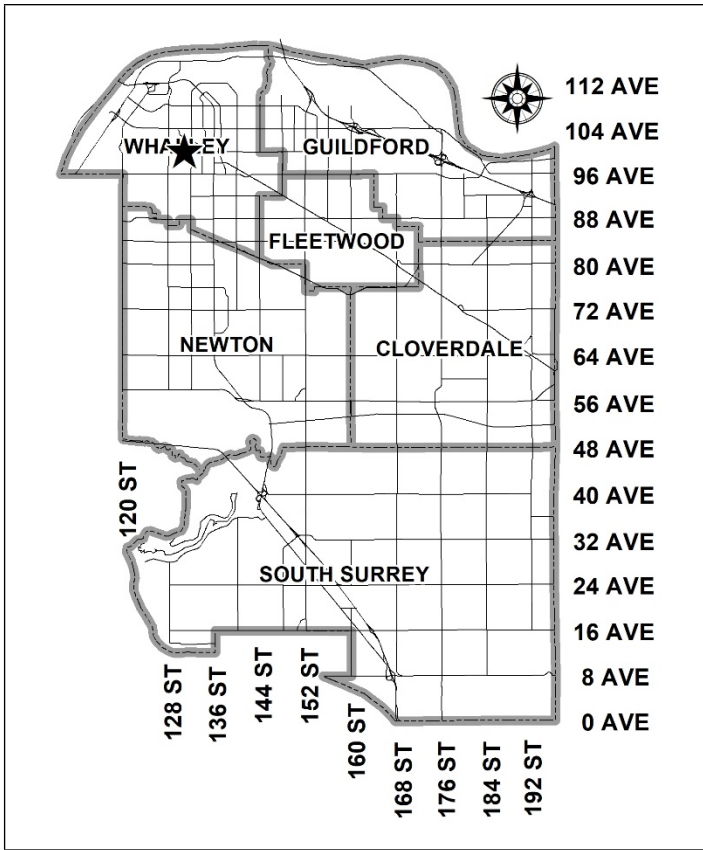 112 AVE
104 AVE
WHALLEY
GUILDFORD
96 AVE
88 AVE
FLEETWOOD
80 AVE
72 AVE
NEWTON
CLOVERDALE
64 AVE
56 AVE
48 AVE
120 ST
40 AVE
32 AVE
SOUTH SURREY
24 AVE
16 AVE
8 AVE
0 AVE
128 ST
136 ST
144 ST
152 ST
160 ST
168 ST
176 ST
184 ST
192 ST